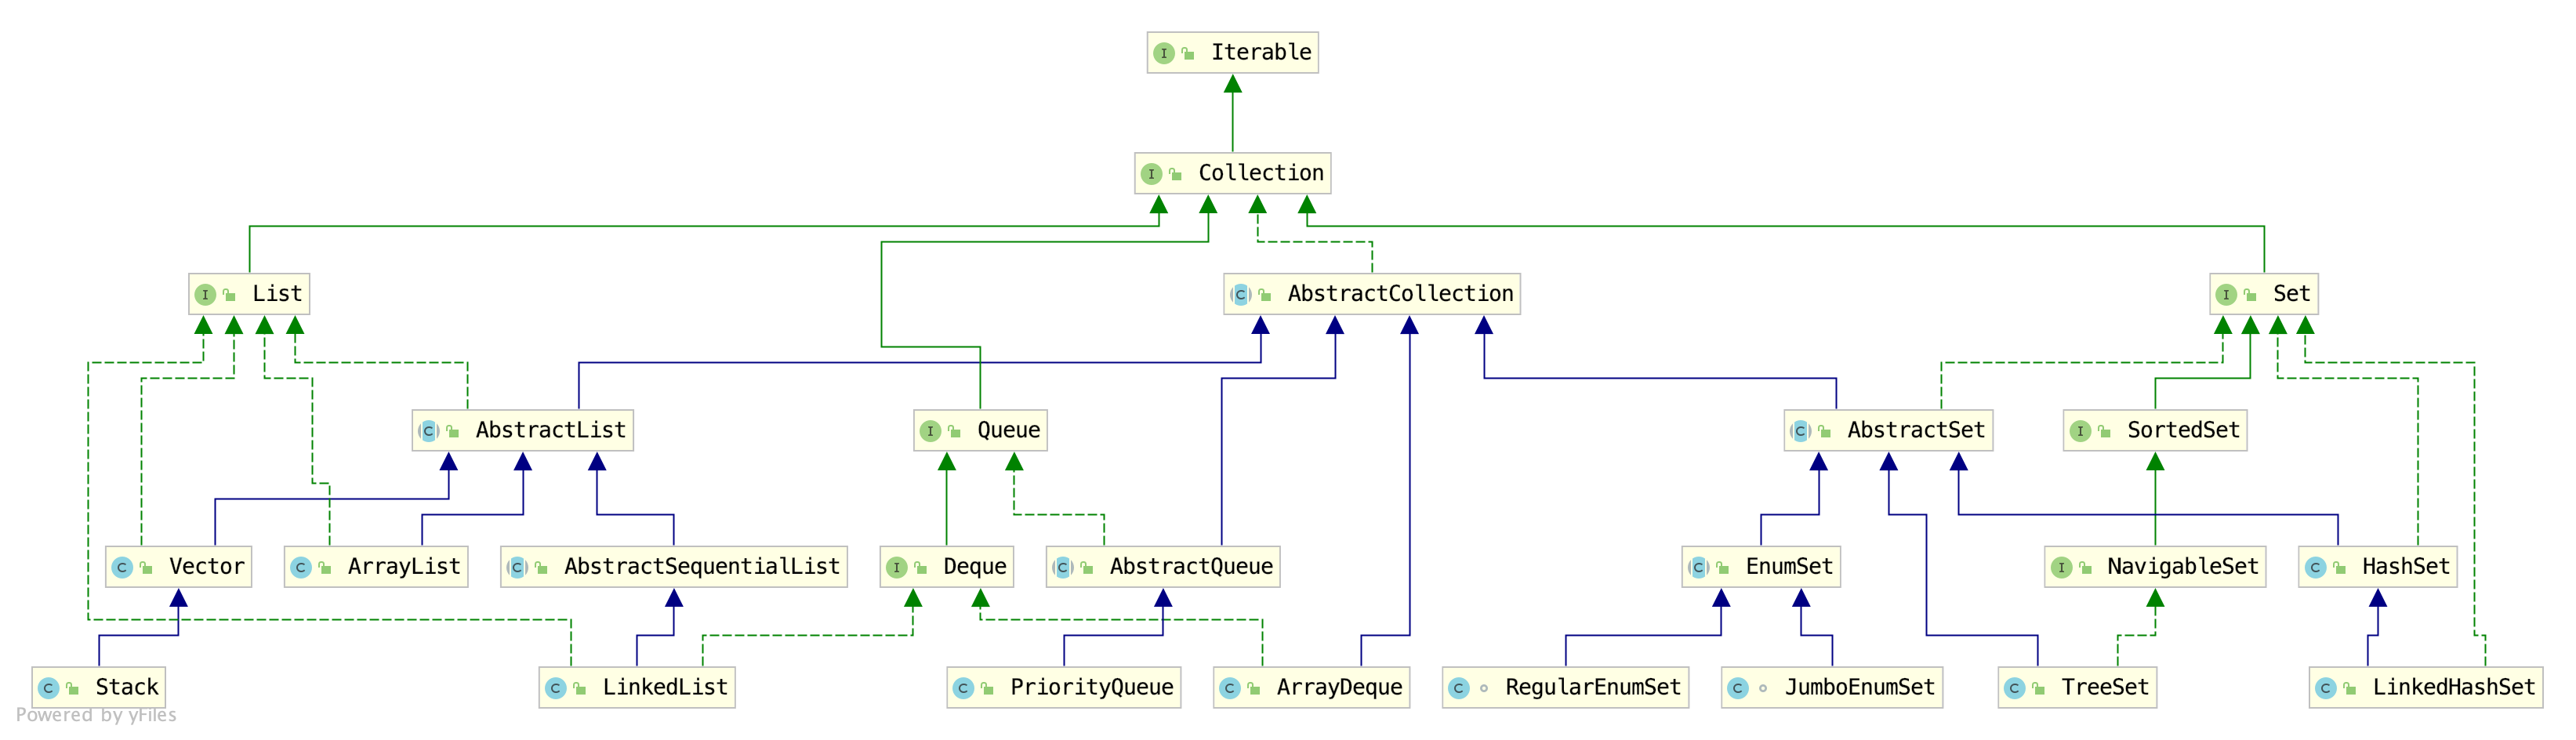 Iterable
Collection
List
AbstractCollection
Set
AbstractList
Queue
AbstractSet
SortedSet
Vector
ArrayList
AbstractSequentialList
Deque
AbstractQueue
EnumSet
NavigableSet
HashSet
Stack
LinkedList
PriorityQueue
ArrayDeque
RegularEnumSet
JumboEnumSet
TreeSet
LinkedHashSet
Powered by yFiles